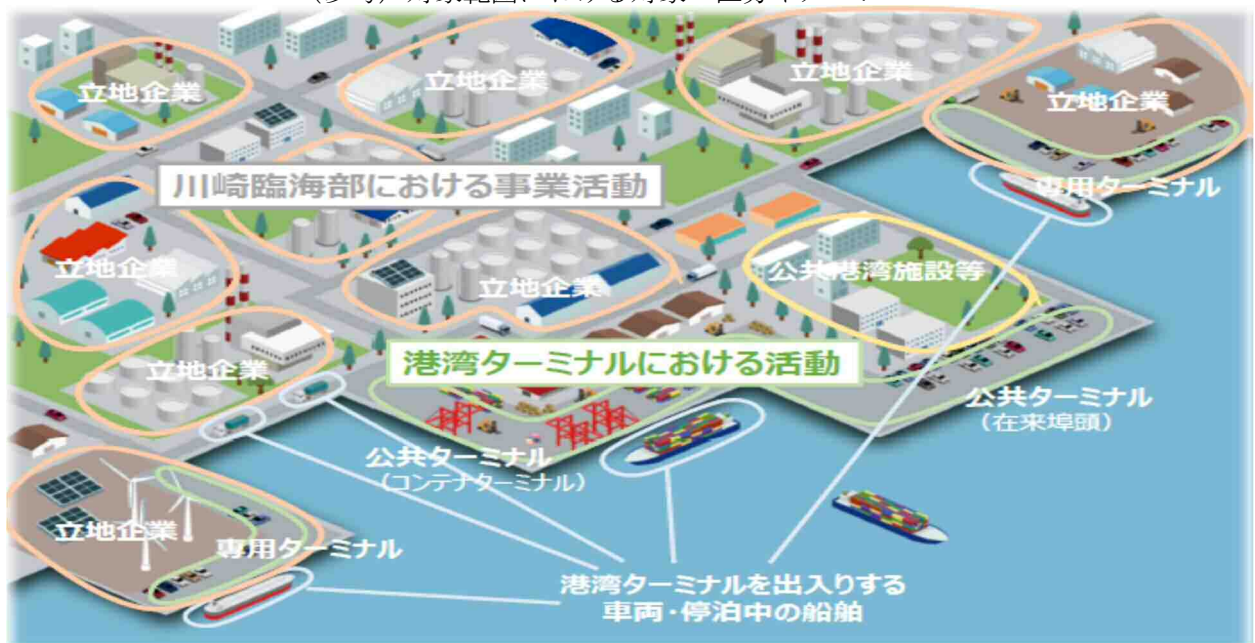 立地企業
立地企業
立地企業
立地企業
専用ターミナル
川崎臨海部における事業活動
立地企業
立地企業
公共港湾施設等
立地企業
港湾ターミナルにおける活動
公共ターミナル
(在来埠頭)
公共ターミナル
(コンテナターミナル)
立地企業
専用ターミナル
港湾ターミナルを出入りする
車両・停泊中の船舶